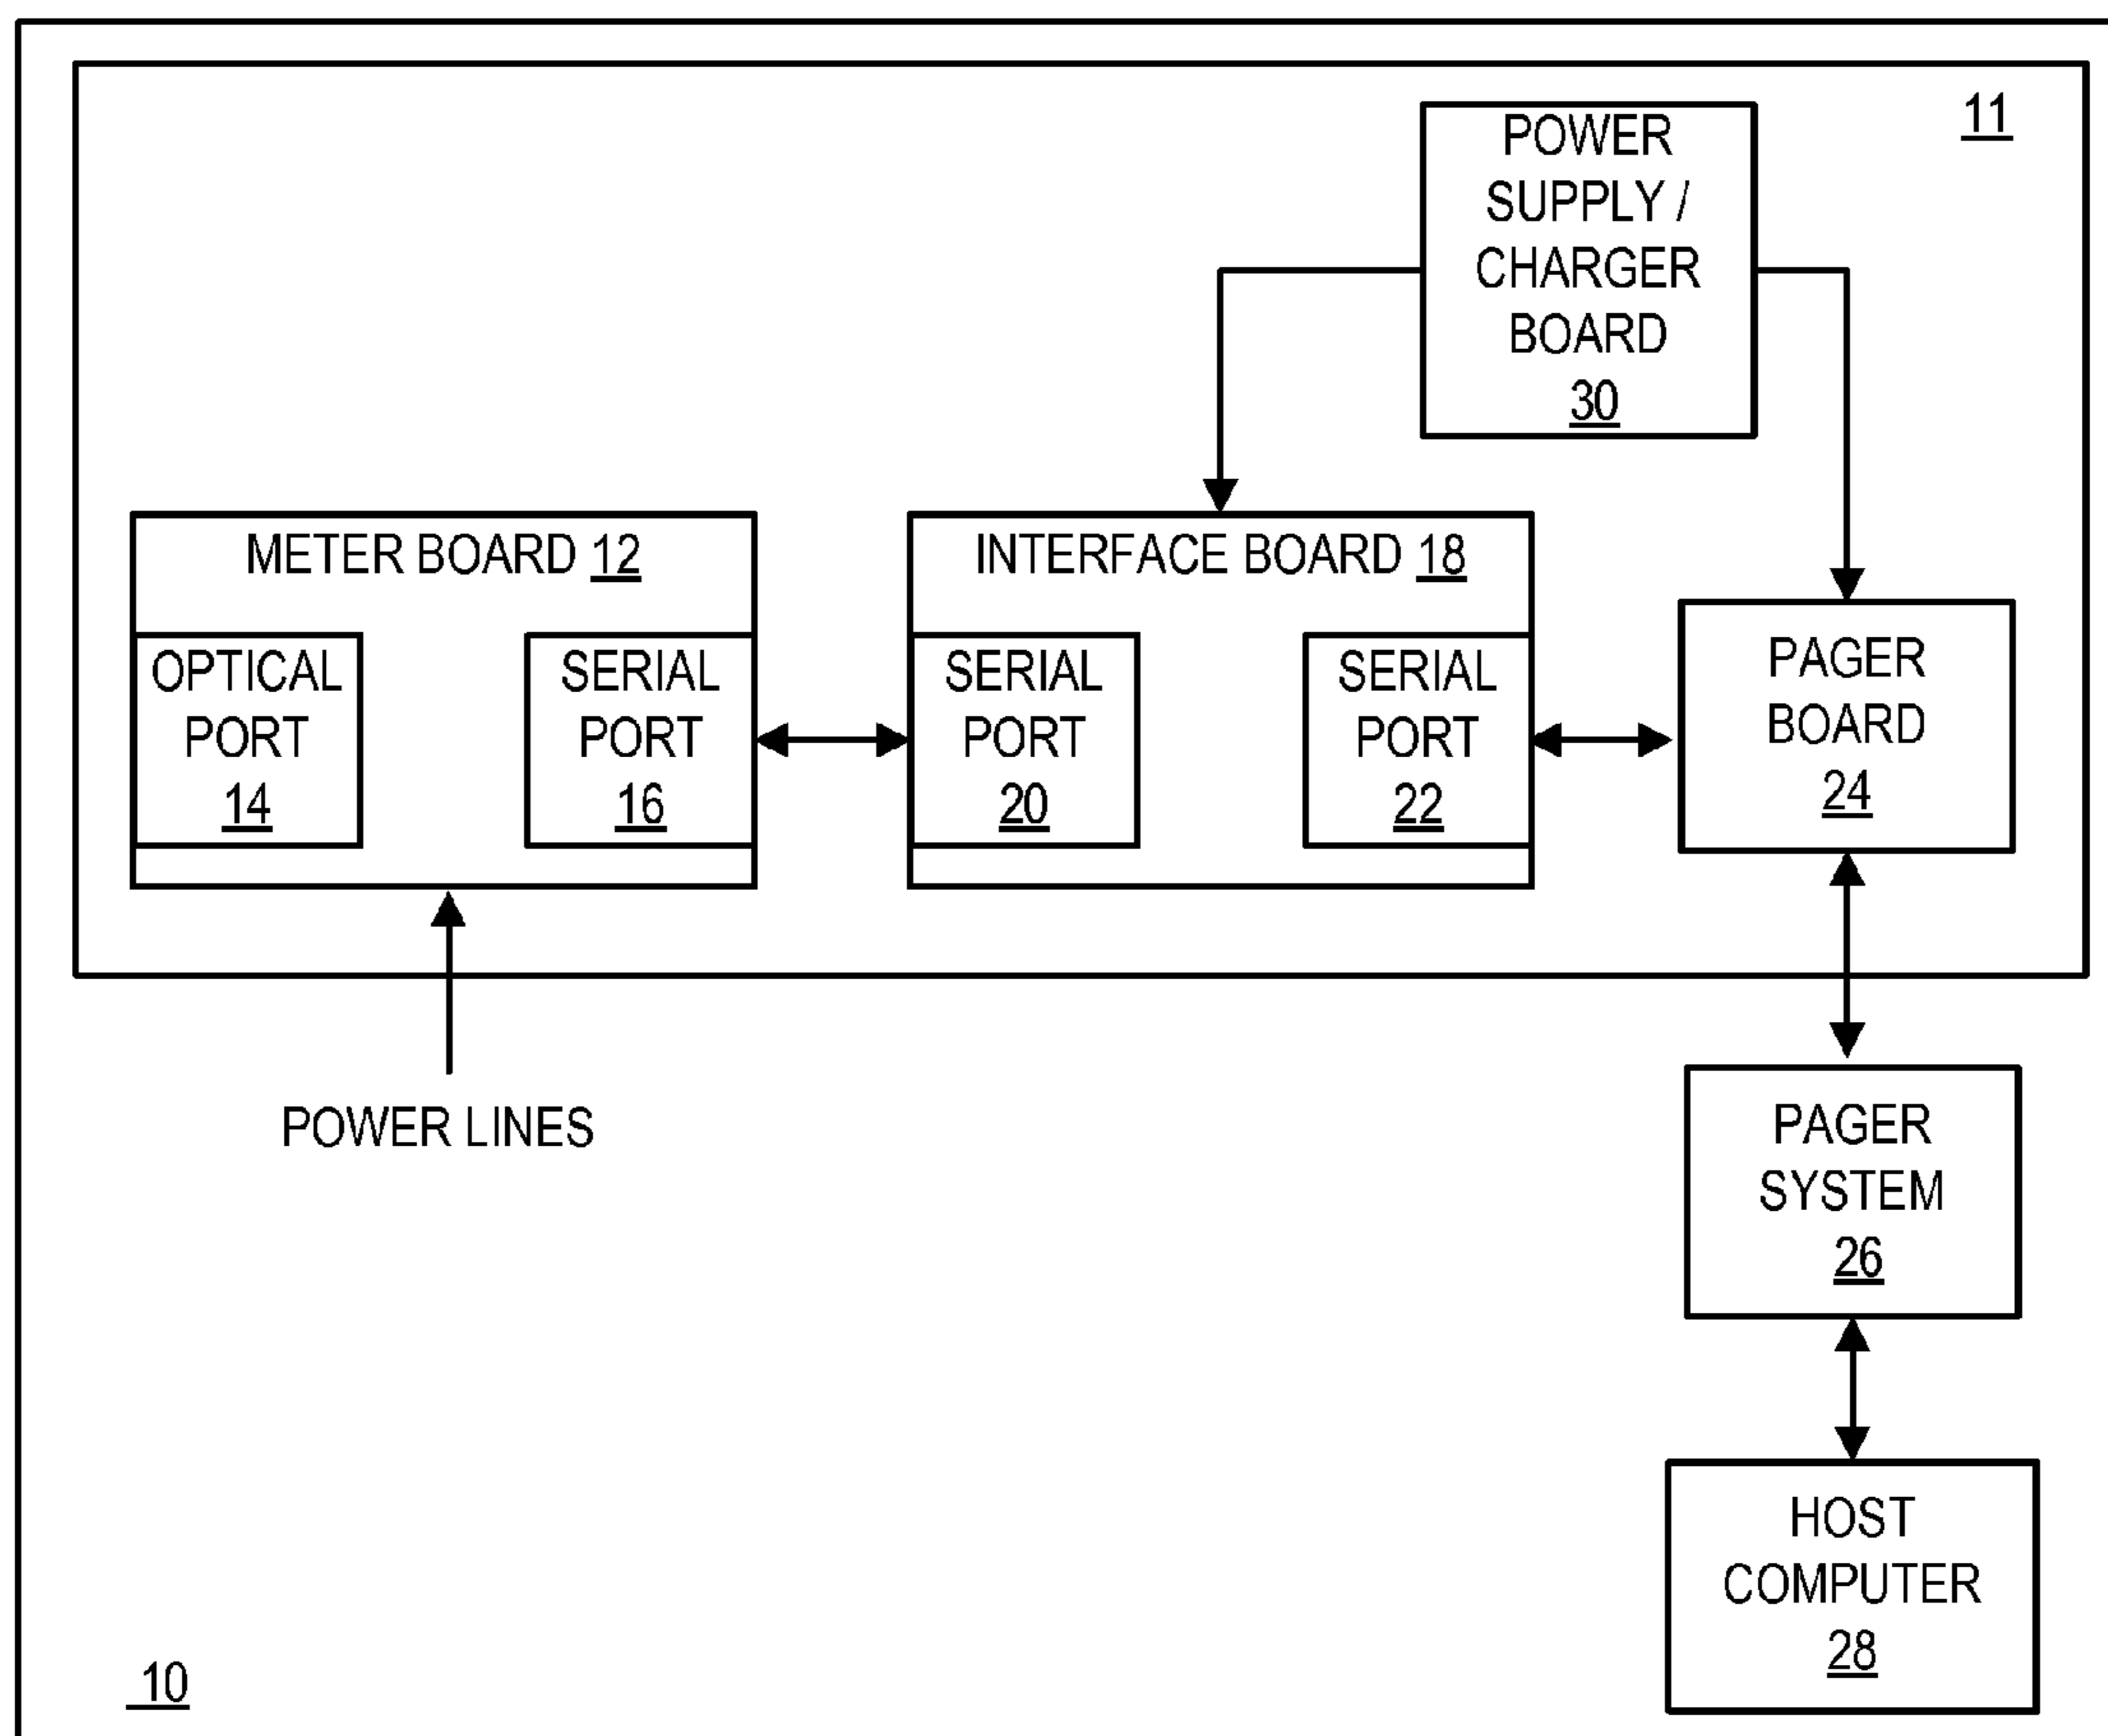 11
POWER
SUPPLY /
CHARGER
BOARD
30
METER BOARD 12
OPTICAL
PORT
14
SERIAL
PORT
16
INTERFACE BOARD 18
SERIAL
PORT
20
SERIAL
PORT
22
PAGER
BOARD
24
POWER LINES
PAGER
SYSTEM
26
HOST
COMPUTER
28
10